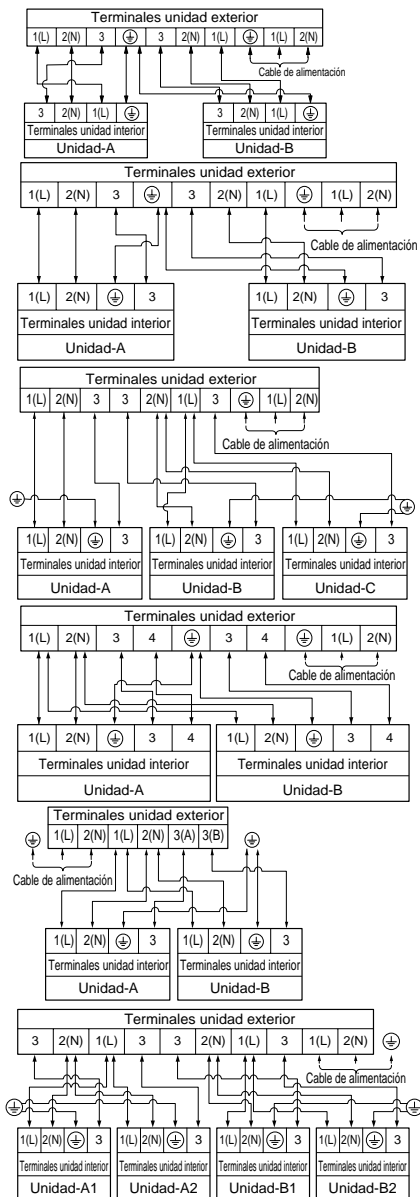 Terminales unidad exterior
1(L) 2(N) 3 ⏚ 3 2(N) 1(L) ⏚ 1(L) 2(N)
Cable de alimentación
3 2(N) 1(L) ⏚ 3 2(N) 1(L) ⏚
Terminales unidad interior Terminales unidad interior
Unidad-A Unidad-B
Terminales unidad exterior
1(L) 2(N) 3 ⏚ 3 2(N) 1(L) ⏚ 1(L) 2(N)
Cable de alimentación
1(L) 2(N) ⏚ 3 1(L) 2(N) ⏚ 3
Terminales unidad interior Terminales unidad interior
Unidad-A Unidad-B
Terminales unidad exterior
1(L) 2(N) 3 3 2(N) 1(L) 3 ⏚ 1(L) 2(N)
Cable de alimentación
⏚ ⏚
1(L) 2(N) ⏚ 3 1(L) 2(N) ⏚ 3 1(L) 2(N) ⏚ 3
Terminales unidad interior Terminales unidad interior Terminales unidad interior
Unidad-A Unidad-B Unidad-C
Terminales unidad exterior
1(L) 2(N) 3 4 ⏚ 3 4 ⏚ 1(L) 2(N)
Cable de alimentación
1(L) 2(N) ⏚ 3 4 1(L) 2(N) ⏚ 3 4
Terminales unidad interior Terminales unidad interior
Unidad-A Unidad-B
Terminales unidad exterior
⏚ 1(L) 2(N) 1(L) 2(N) 3(A) 3(B) ⏚
Cable de alimentación
1(L) 2(N) ⏚ 3 1(L) 2(N) ⏚ 3
Terminales unidad interior Terminales unidad interior
Unidad-A Unidad-B
Terminales unidad exterior
3 2(N) 1(L) 3 3 2(N) 1(L) 3 1(L) 2(N) ⏚
Cable de alimentación
⏚ ⏚
1(L) 2(N) ⏚ 3 1(L) 2(N) ⏚ 3 1(L) 2(N) ⏚ 3 1(L) 2(N) ⏚ 3
Terminales unidad interior Terminales unidad interior Terminales unidad interior Terminales unidad interior
Unidad-A1 Unidad-A2 Unidad-B1 Unidad-B2